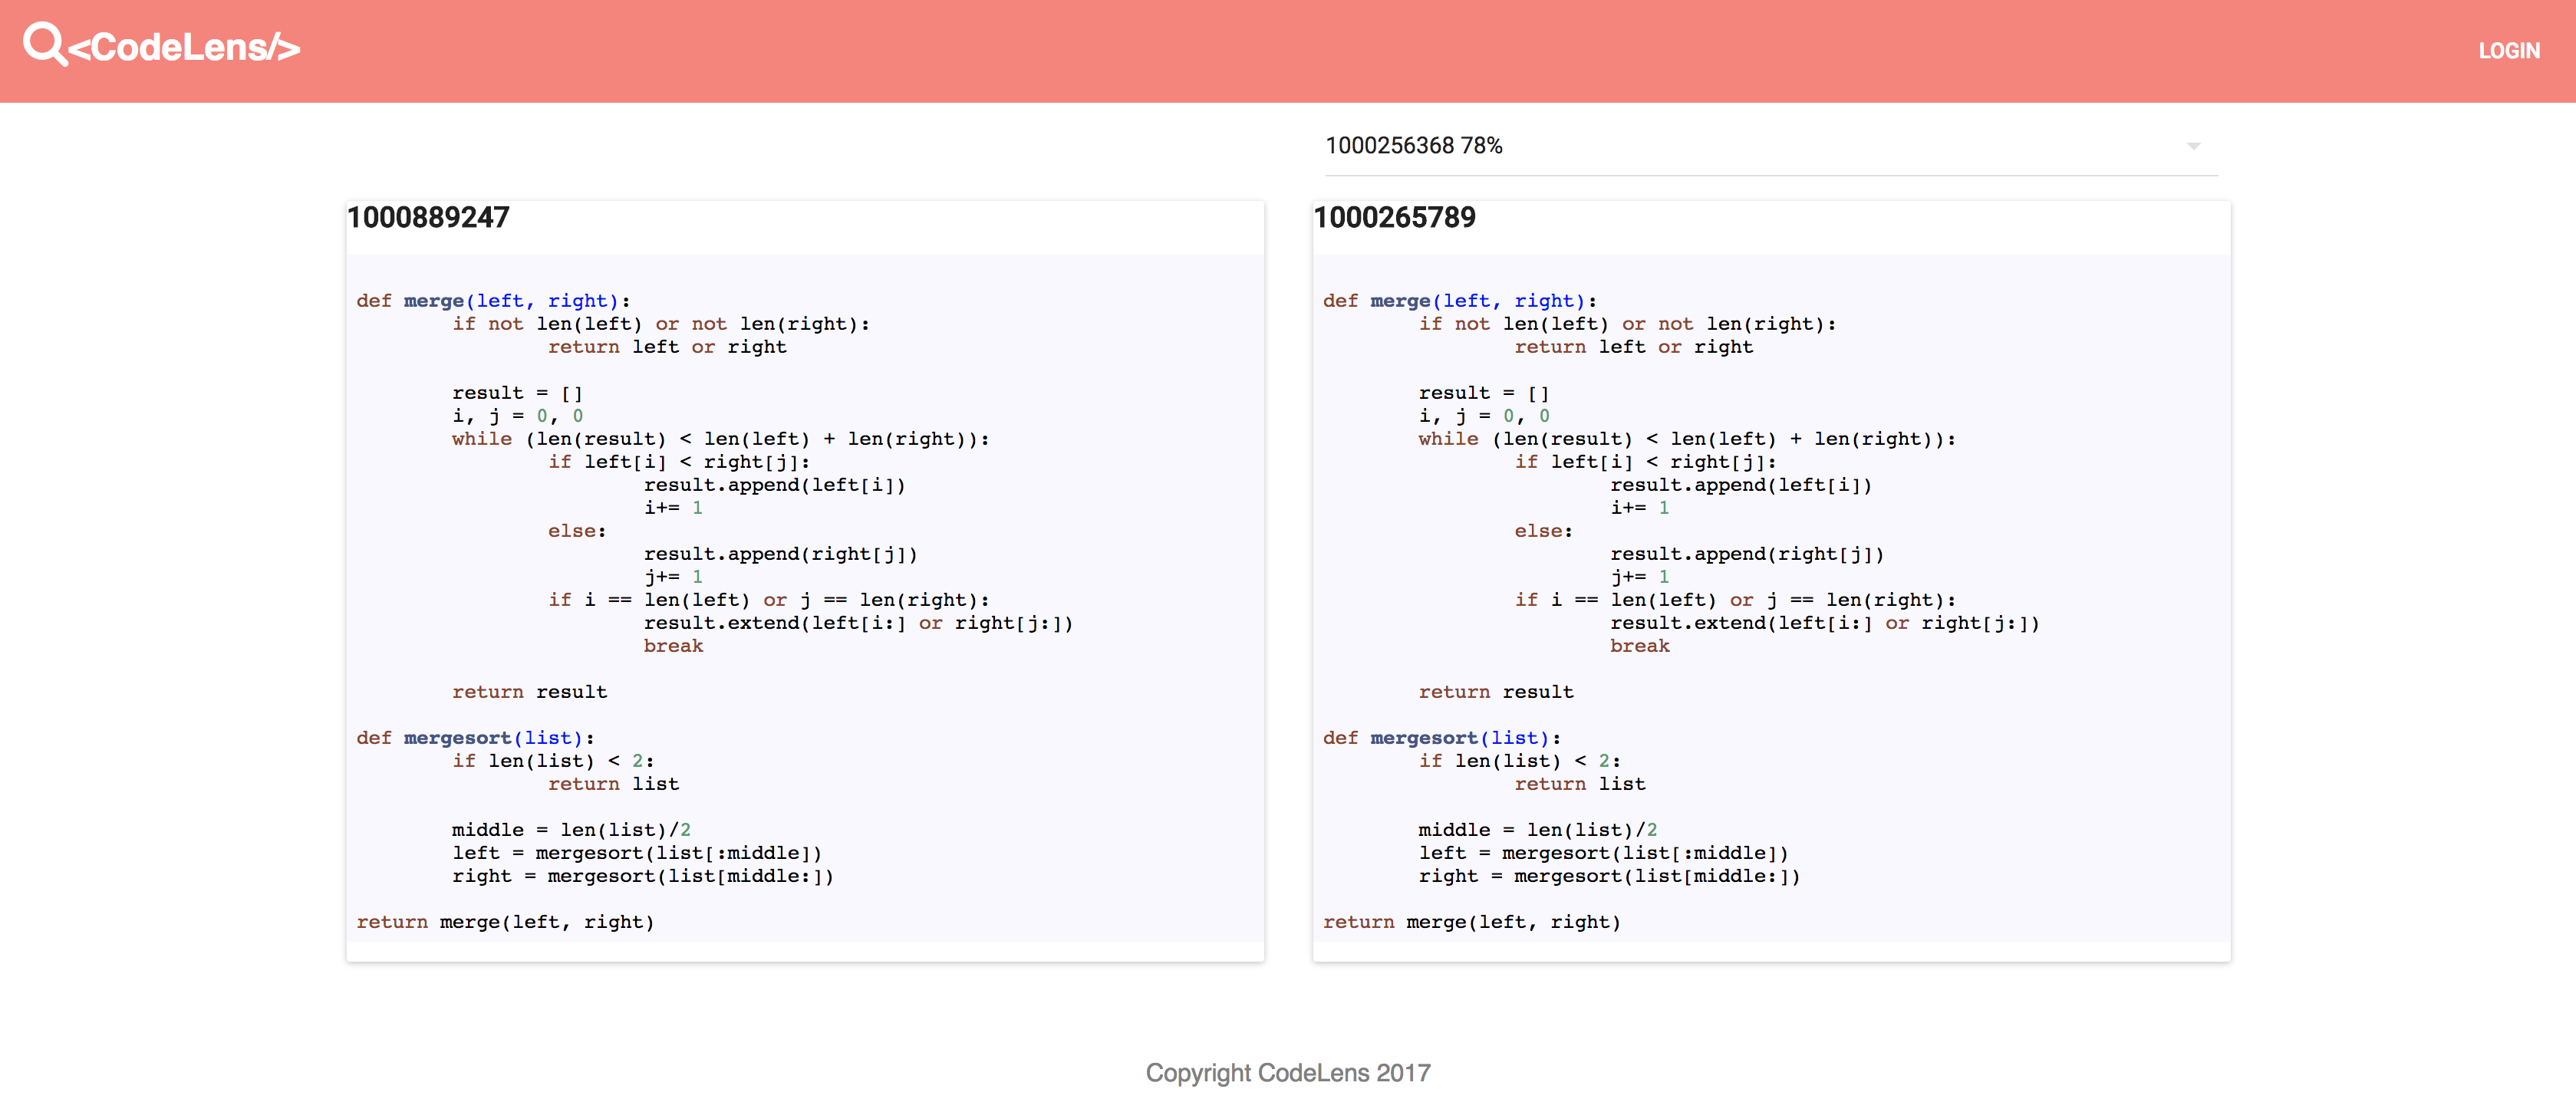 <CodeLens/>
LOGIN
1000256368 78%
1000889247
def merge(left, right):
        if not len(left) or not len(right):
                return left or right
        result = []
        i, j = 0, 0
        while (len(result) < len(left) + len(right)):
                if left[i] < right[j]:
                        result.append(left[i])
                        i+= 1
                else:
                        result.append(right[j])
                        j+= 1
                if i == len(left) or j == len(right):
                        result.extend(left[i:] or right[j:])
                        break
        return result
def mergesort(list):
        if len(list) < 2:
                return list
        middle = len(list)/2
        left = mergesort(list[:middle])
        right = mergesort(list[middle:])
return merge(left, right)
1000265789
def merge(left, right):
        if not len(left) or not len(right):
                return left or right
        result = []
        i, j = 0, 0
        while (len(result) < len(left) + len(right)):
                if left[i] < right[j]:
                        result.append(left[i])
                        i+= 1
                else:
                        result.append(right[j])
                        j+= 1
                if i == len(left) or j == len(right):
                        result.extend(left[i:] or right[j:])
                        break
        return result
def mergesort(list):
        if len(list) < 2:
                return list
        middle = len(list)/2
        left = mergesort(list[:middle])
        right = mergesort(list[middle:])
return merge(left, right)
Copyright CodeLens 2017